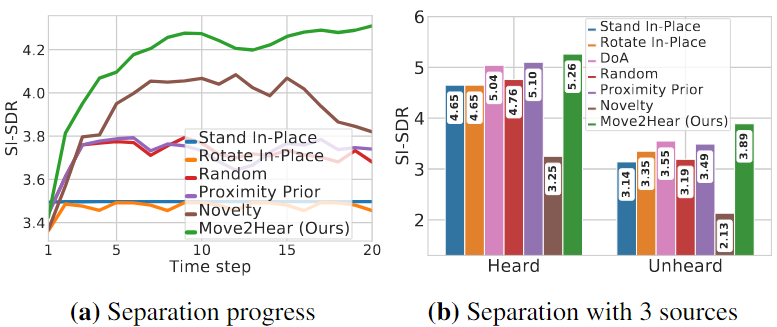 SI-SDR
4.2
4.0
3.8
3.6
3.4
1
5
10
15
20
Time step
Stand In-Place
Rotate In-Place
Random
Proximity Prior
Novelty
Move2Hear (Ours)
(a) Separation progress
SI-SDR
6
5
4
3
2
Stand In-Place
Rotate In-Place
DoA
Random
Proximity Prior
Novelty
Move2Hear (Ours)
4.65
4.65
5.04
4.76
5.10
3.25
5.26
3.14
3.35
3.55
3.19
3.49
2.13
3.89
Heard
Unheard
(b) Separation with 3 sources